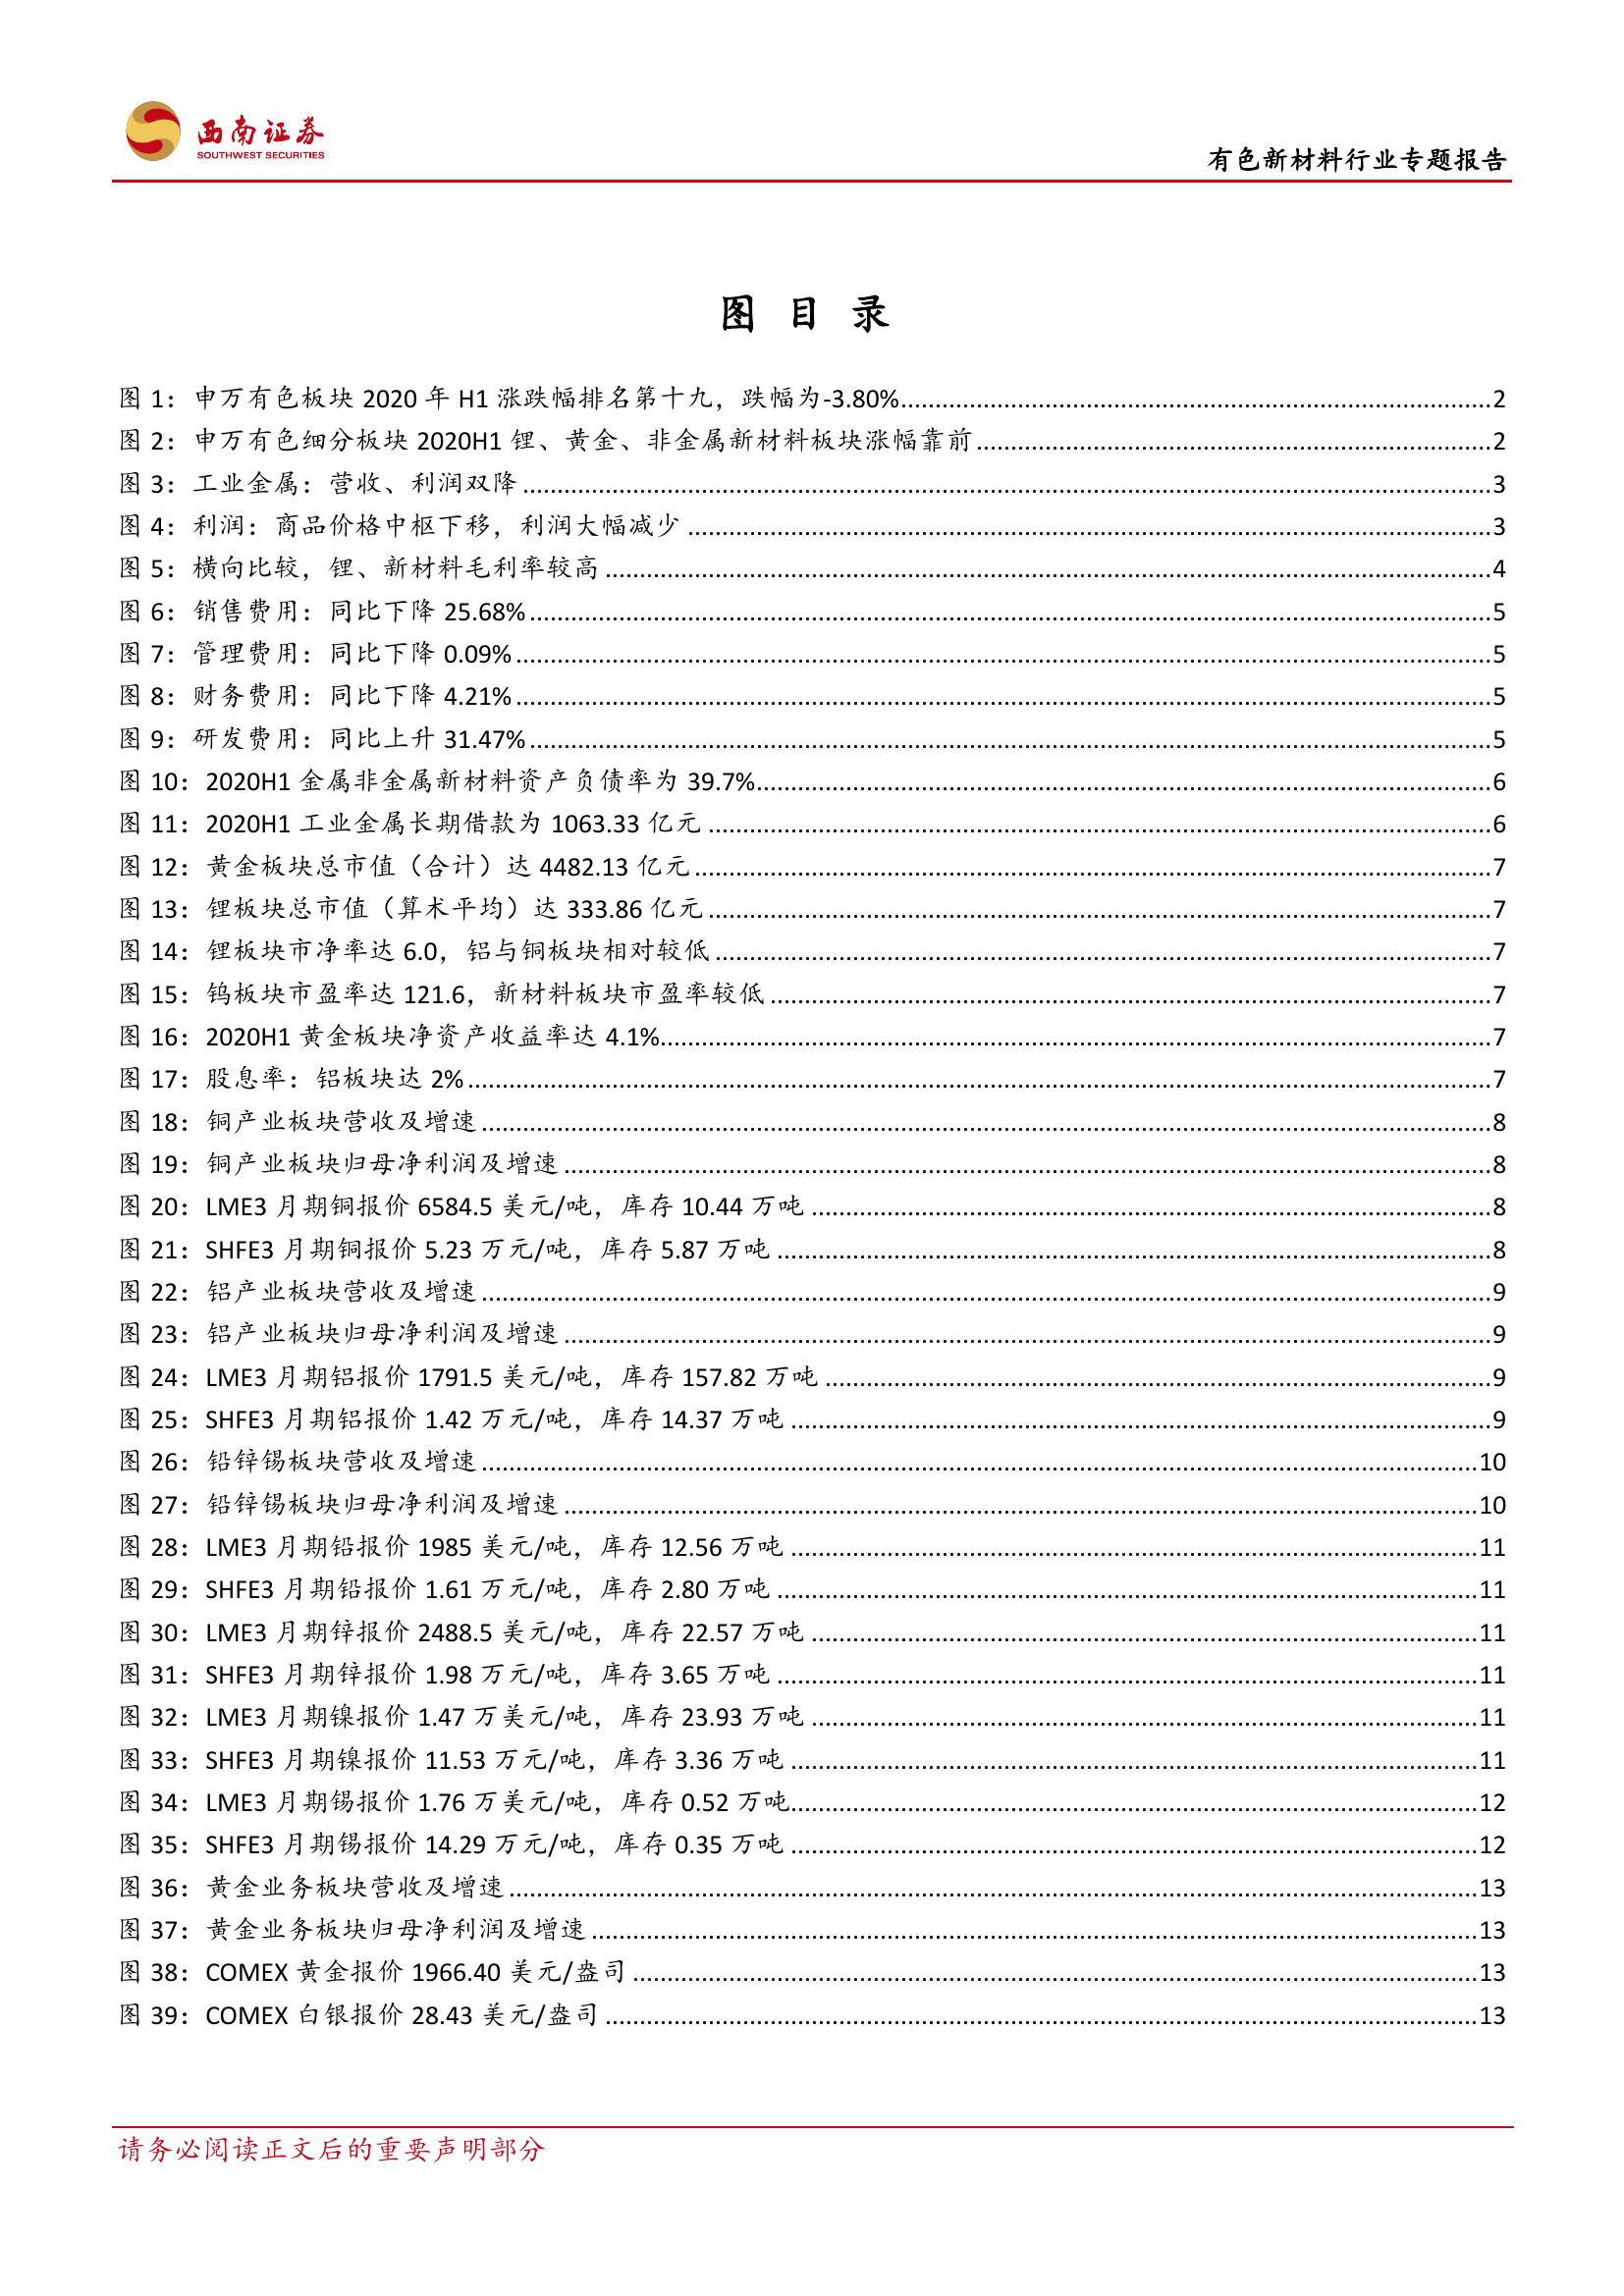 西南证券
SOUTHWEST SECURITIES
有色新材料行业专题报告
图 目 录
图 1：申万有色板块 2020 年 H1 涨跌幅排名第十九，跌幅为-3.80%....................2
图 2：申万有色细分板块 2020H1 锂、黄金、非金属新材料板块涨幅靠前....................2
图 3：工业金属：营收、利润双降....................3
图 4：利润：商品价格中枢下移，利润大幅减少....................3
图 5：横向比较，锂、新材料毛利率较高....................4
图 6：销售费用：同比下降 25.68%....................5
图 7：管理费用：同比下降 0.09%....................5
图 8：财务费用：同比下降 4.21%....................5
图 9：研发费用：同比上升 31.47%....................5
图 10：2020H1 金属非金属新材料资产负债率为 39.7%....................6
图 11：2020H1 工业金属长期借款为 1063.33 亿元....................6
图 12：黄金板块总市值（合计）达 4482.13 亿元....................7
图 13：锂板块总市值（算术平均）达 333.86 亿元....................7
图 14：锂板块市净率达 6.0，铝与铜板块相对较低....................7
图 15：钨板块市盈率达 121.6，新材料板块市盈率较低....................7
图 16：2020H1 黄金板块净资产收益率达 4.1%....................7
图 17：股息率：铝板块达 2%....................7
图 18：铜产业板块营收及增速....................8
图 19：铜产业板块归母净利润及增速....................8
图 20：LME3 月期铜报价 6584.5 美元/吨，库存 10.44 万吨....................8
图 21：SHFE3 月期铜报价 5.23 万元/吨，库存 5.87 万吨....................8
图 22：铝产业板块营收及增速....................9
图 23：铝产业板块归母净利润及增速....................9
图 24：LME3 月期铝报价 1791.5 美元/吨，库存 157.82 万吨....................9
图 25：SHFE3 月期铝报价 1.42 万元/吨，库存 14.37 万吨....................9
图 26：铅锌锡板块营收及增速....................10
图 27：铅锌锡板块归母净利润及增速....................10
图 28：LME3 月期铅报价 1985 美元/吨，库存 12.56 万吨....................11
图 29：SHFE3 月期铅报价 1.61 万元/吨，库存 2.80 万吨....................11
图 30：LME3 月期锌报价 2488.5 美元/吨，库存 22.57 万吨....................11
图 31：SHFE3 月期锌报价 1.98 万元/吨，库存 3.65 万吨....................11
图 32：LME3 月期镍报价 1.47 万美元/吨，库存 23.93 万吨....................11
图 33：SHFE3 月期镍报价 11.53 万元/吨，库存 3.36 万吨....................11
图 34：LME3 月期锡报价 1.76 万美元/吨，库存 0.52 万吨....................12
图 35：SHFE3 月期锡报价 14.29 万元/吨，库存 0.35 万吨....................12
图 36：黄金业务板块营收及增速....................13
图 37：黄金业务板块归母净利润及增速....................13
图 38：COMEX 黄金报价 1966.40 美元/盎司....................13
图 39：COMEX 白银报价 28.43 美元/盎司....................13
请务必阅读正文后的重要声明部分